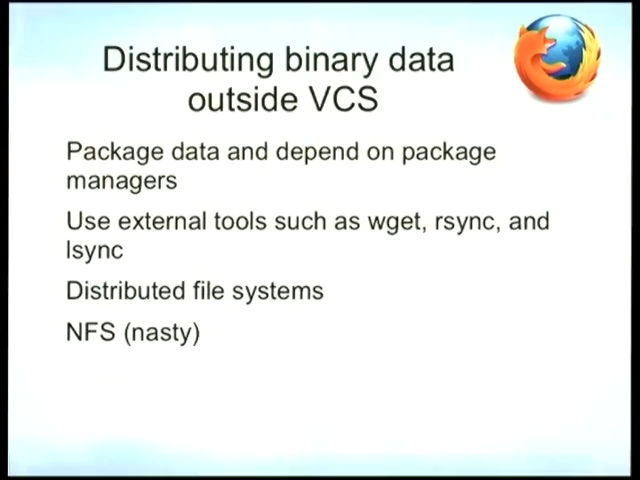 Distributing binary data
outside VCS
Package data and depend on package
managers
Use external tools such as wget, rsync, and
lsync
Distributed file systems
NFS (nasty)